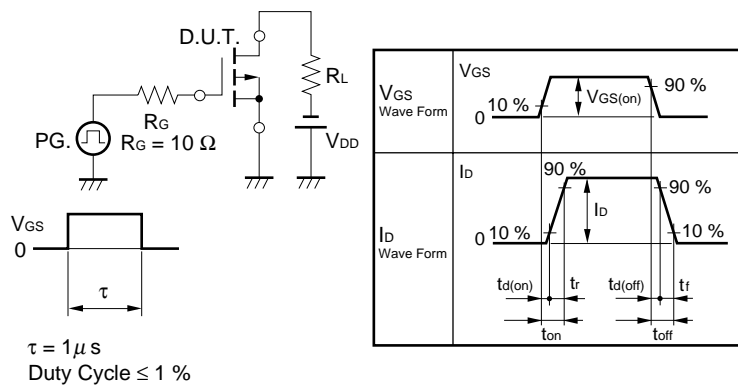 D.U.T.
RL
RG
PG.
RG = 10 Ω
VDD
VGS
0
τ
τ = 1μ s
Duty Cycle ≤ 1 %
VGS
Wave Form
VGS
10 %
0
VGS(on)
90 %
ID
Wave Form
ID
90 %
0 10 %
ID
90 %
10 %
td(on)
tr
td(off)
tf
ton
toff